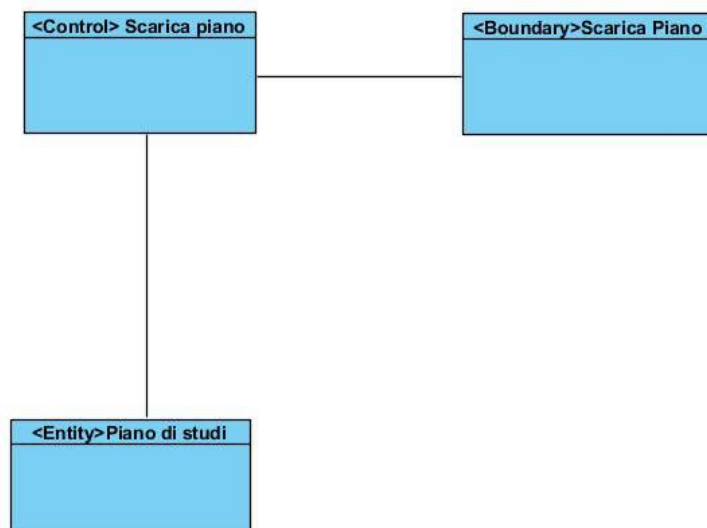 <Control> Scarica piano
<Boundary>Scarica Piano
<Entity>Piano di studi